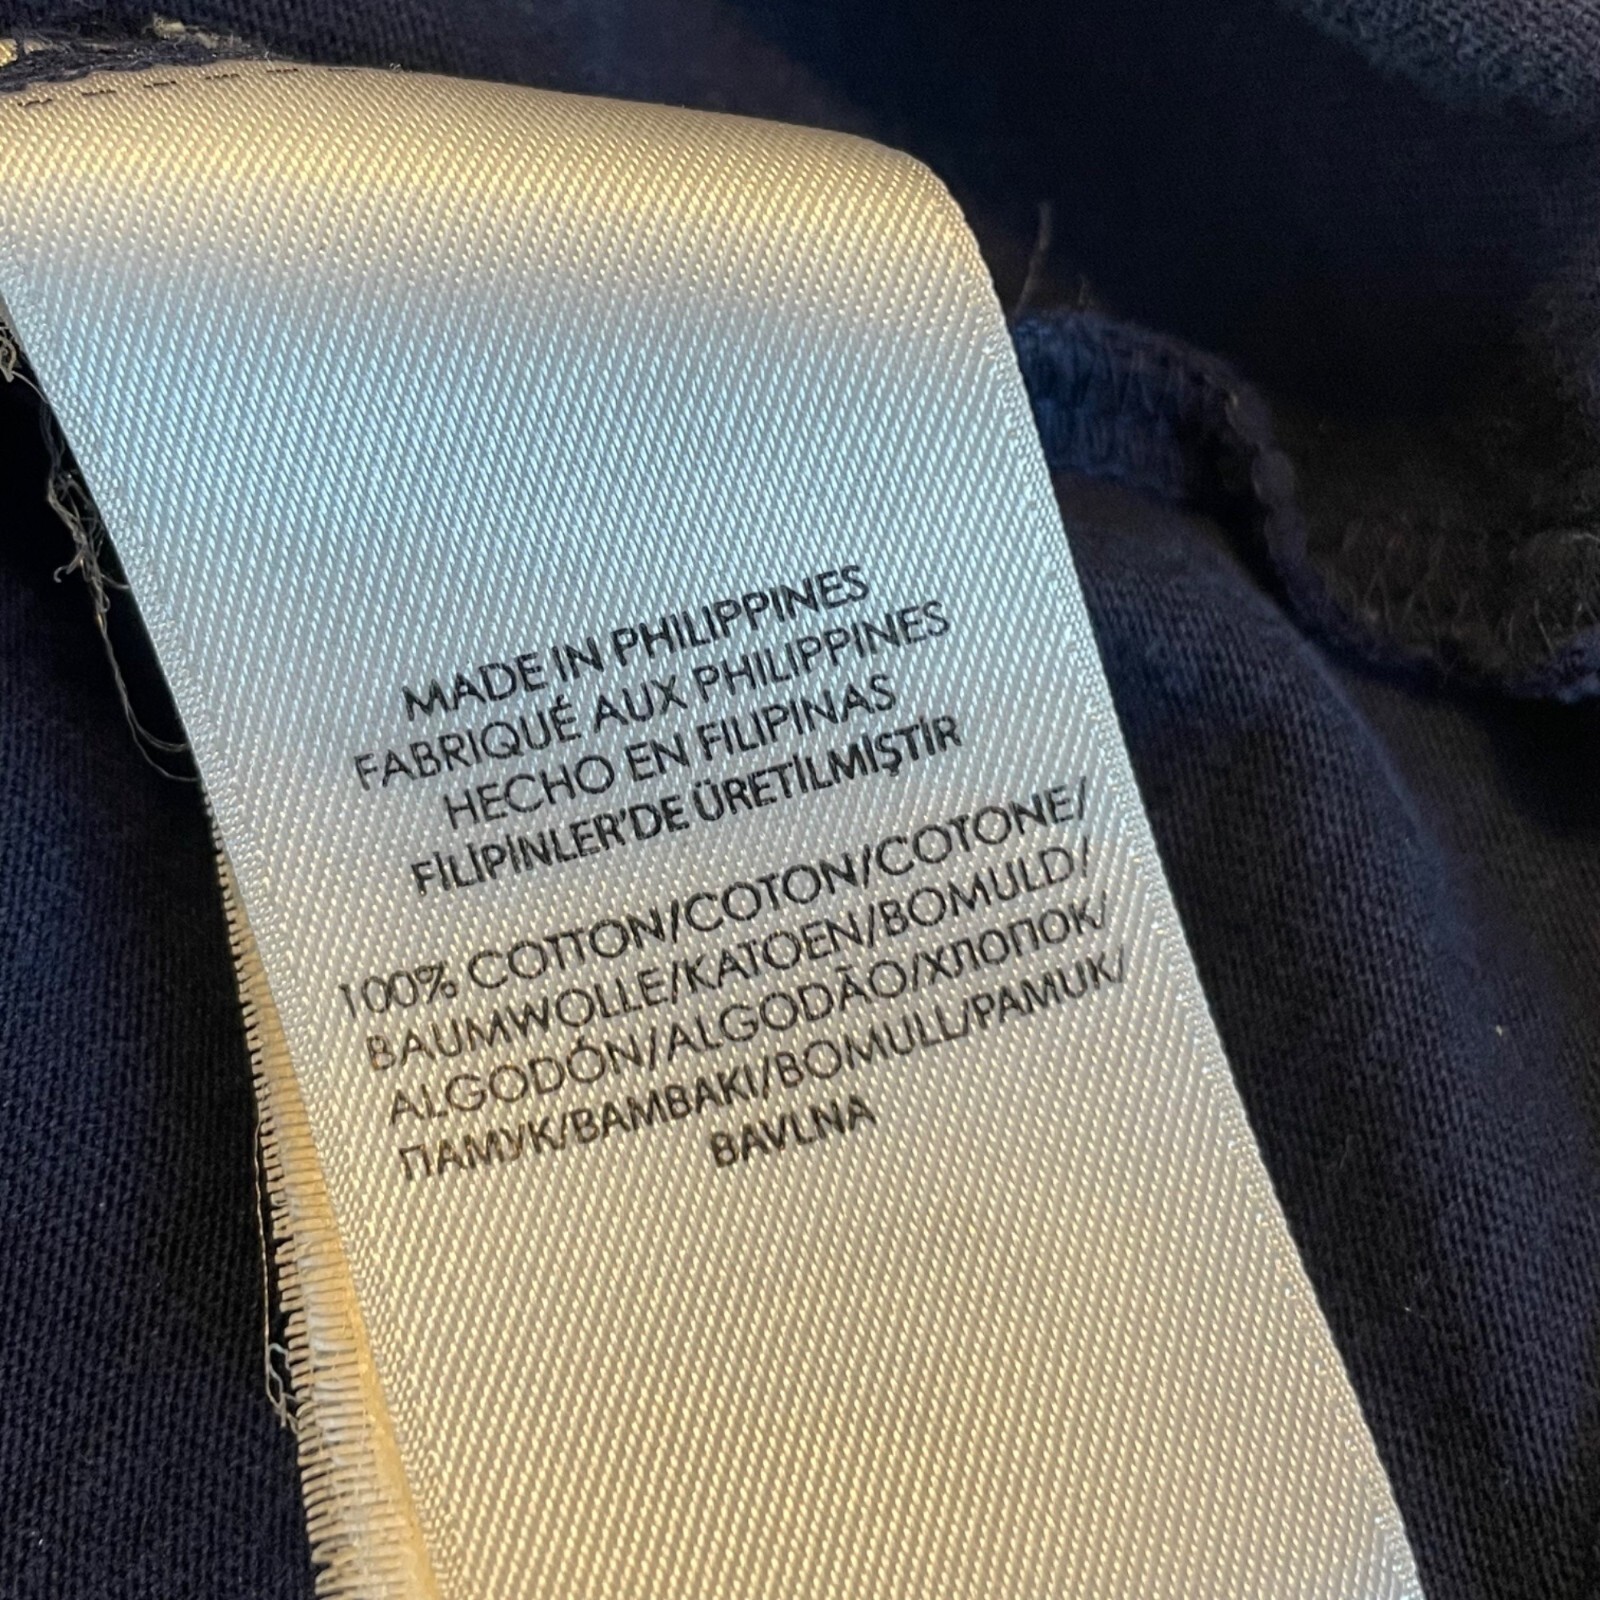 MADE IN PHILIPPINES
FABRIQUÉ AUX PHILIPPINES
HECHO EN FILIPINAS
FİLİPİNLER'DE ÜRETİLMİŞTİR
100% COTTON/COTON/COTONE/
BAUMWOLLE/KATOEN/BOMULD/
ALGODÓN/ALGODÃO/ХЛОПОК/
ПАМУК/BAMBAKI/BOMULL/PAMUK/
BAVLNA